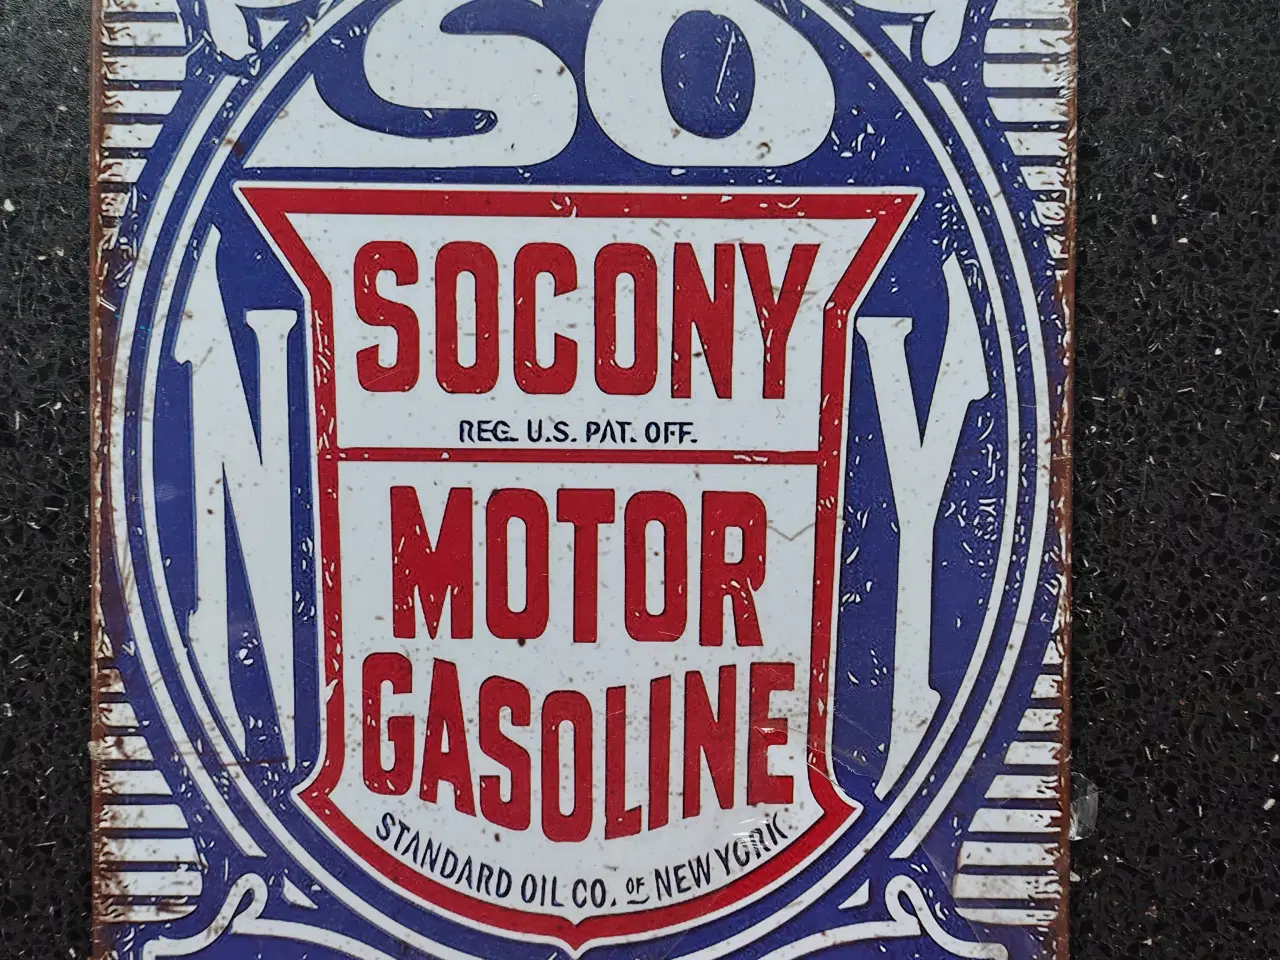 SO
N Y
SOCONY
REG. U.S. PAT. OFF.
MOTOR
GASOLINE
STANDARD OIL CO. OF NEW YORK.